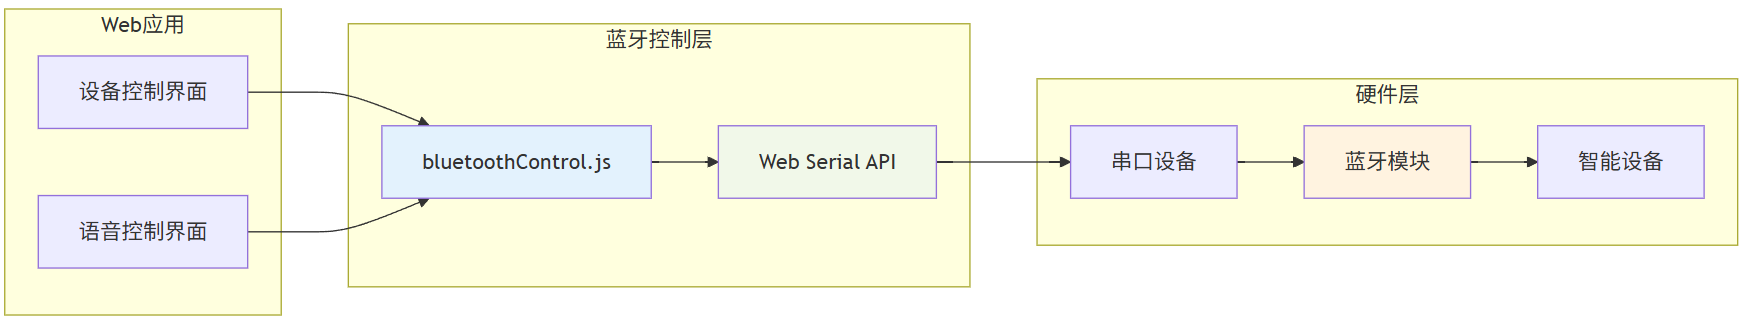 Web应用
设备控制界面
语音控制界面
蓝牙控制层
bluetoothControl.js
Web Serial API
硬件层
串口设备
蓝牙模块
智能设备